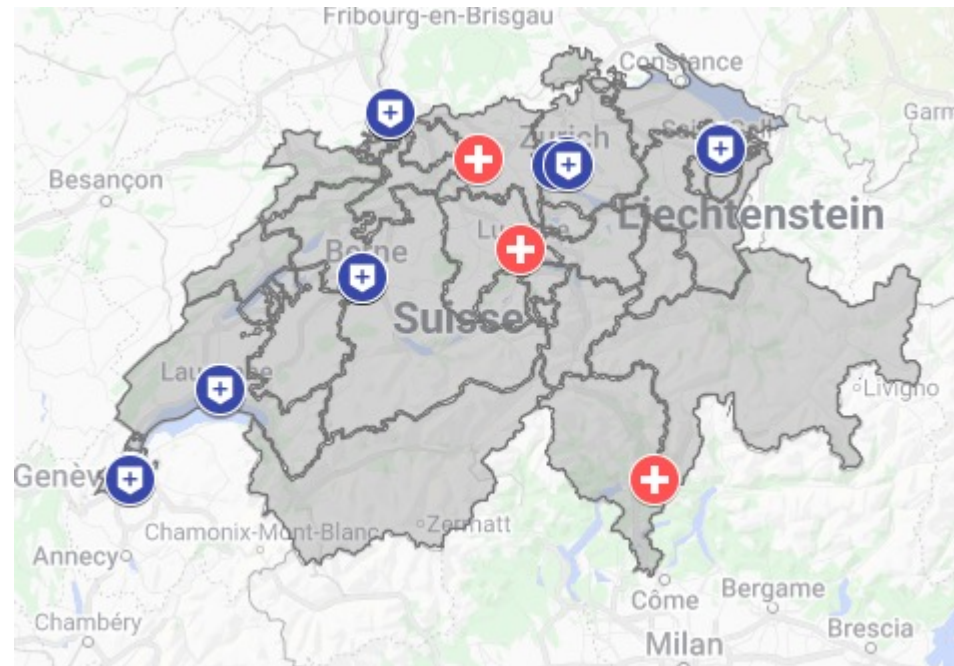 Fribourg-en-Brisgau
Constance
Garm
Zurich
Besançon
Liechtenstein
Berne
Suisse
Livigno
Genèv
Zermatt
Chamonix-Mont-Blanc
Annecy
Côme
Bergame
Chambéry
Brescia
Milan